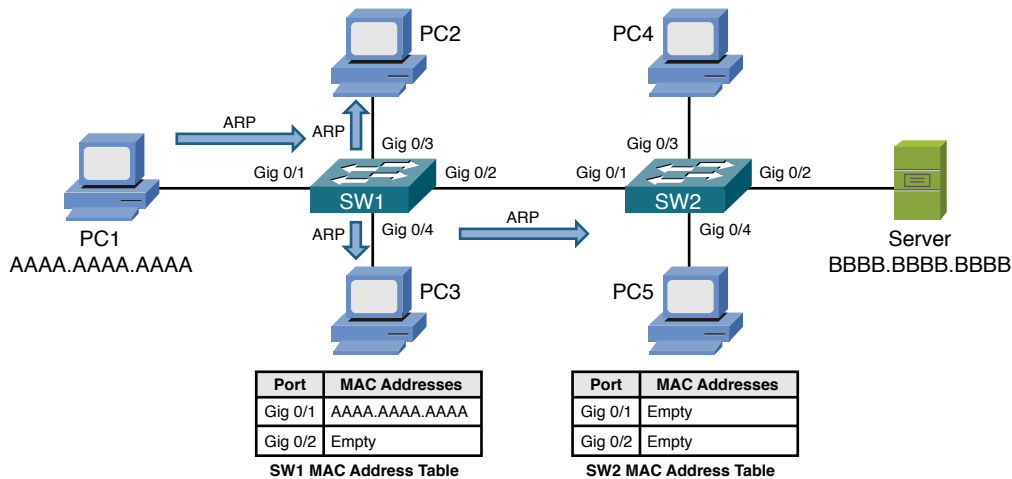 PC2
PC4
ARP
ARP
Gig 0/3
Gig 0/3
Gig 0/1
Gig 0/2
Gig 0/1
Gig 0/2
SW1
SW2
ARP
Gig 0/4
ARP
Gig 0/4
PC1
AAAA.AAAA.AAAA
Server
BBBB.BBBB.BBBB
PC3
PC5
Port MAC Addresses
Gig 0/1 AAAA.AAAA.AAAA
Gig 0/2 Empty
SW1 MAC Address Table
Port MAC Addresses
Gig 0/1 Empty
Gig 0/2 Empty
SW2 MAC Address Table